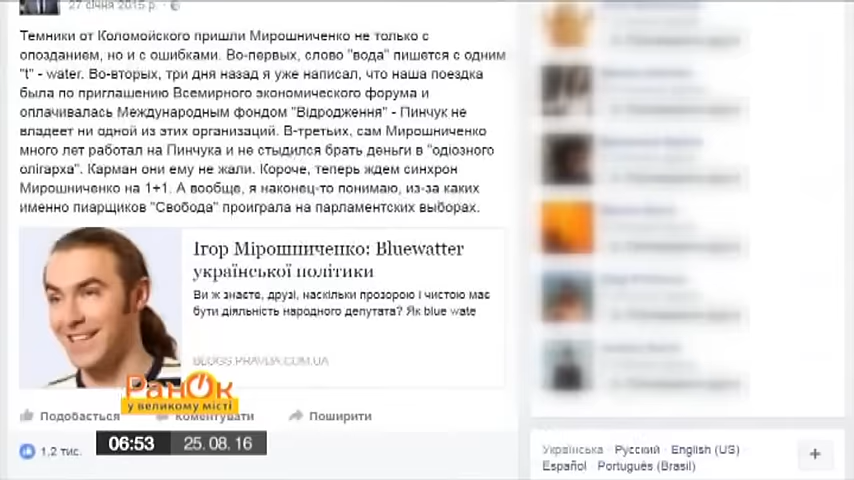 27 січня 2015 р.
Темники от Коломойского пришли Мирошниченко не только с
опозданием, но и с ошибками. Во-первых, слово "вода" пишется с одним
"t" - water. Во-вторых, три дня назад я уже написал, что наша поездка
была по приглашению Всемирного экономического форума и
оплачивалась Международным фондом "Відродження" - Пинчук не
владеет ни одной из этих организаций. В-третьих, сам Мирошниченко
много лет работал на Пинчука и не стыдился брать деньги в "одіозного
олігарха". Карман они ему не жали. Короче, теперь ждем синхрон
Мирошниченко на 1+1. А вообще, я наконец-то понимаю, из-за каких
именно пиарщиков "Свобода" проиграла на парламентских выборах.
Ігор Мірошниченко: Bluewatter
української політики
Ви ж знаєте, друзі, наскільки прозорою і чистою має
бути діяльність народного депутата? Як blue wate
BLOGS.PRAVDA.COM.UA
РанОк
у великому місті
Подобається Коментувати Поширити
1,2 тис.
06:53 25.08.16
Українська · Русский · English (US) ·
Español · Português (Brasil)